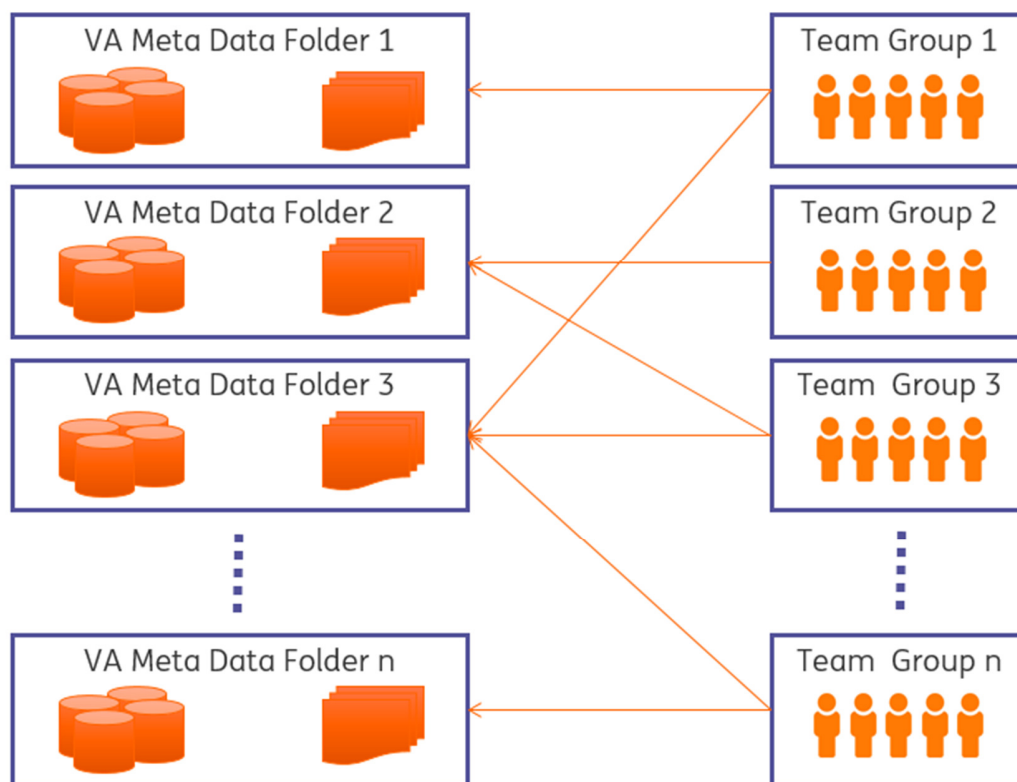 VA Meta Data Folder 1
Team Group 1
VA Meta Data Folder 2
Team Group 2
VA Meta Data Folder 3
Team Group 3
VA Meta Data Folder n
Team Group n